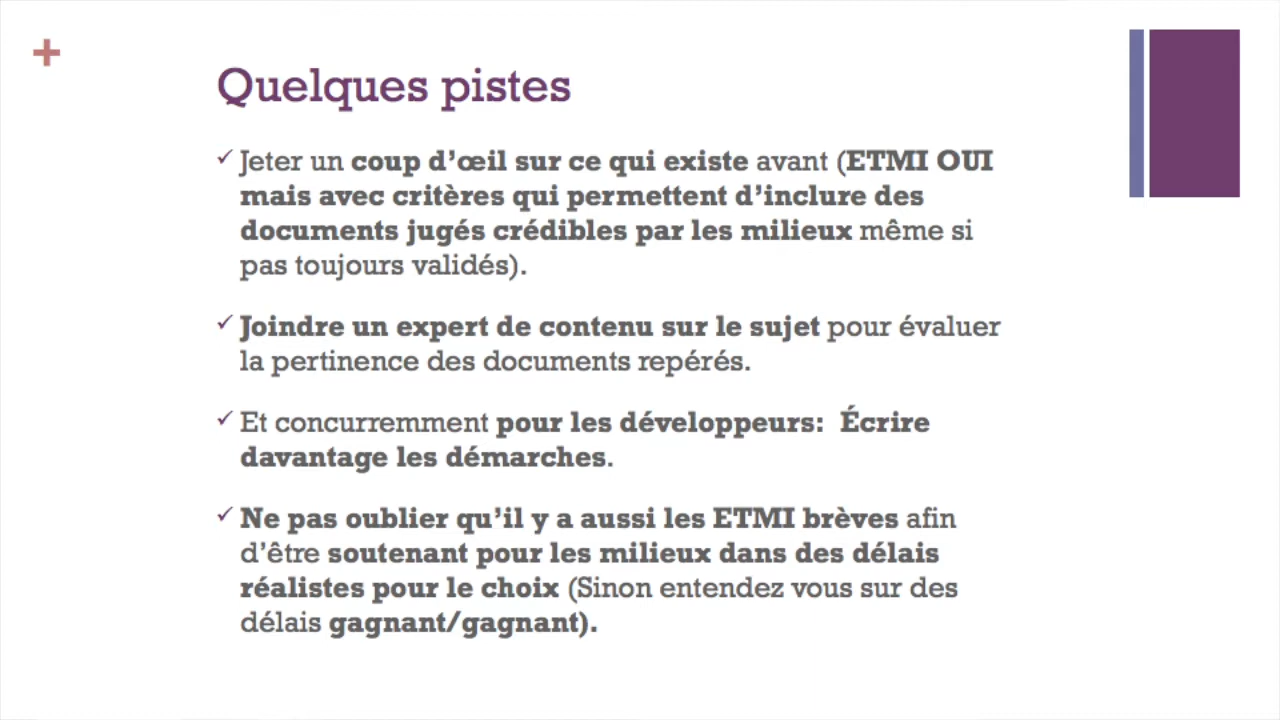 Quelques pistes
✓ Jeter un coup d’œil sur ce qui existe avant (ETMI OUI
mais avec critères qui permettent d’inclure des
documents jugés crédibles par les milieux même si
pas toujours validés).
✓ Joindre un expert de contenu sur le sujet pour évaluer
la pertinence des documents repérés.
✓ Et concurremment pour les développeurs:  Écrire
davantage les démarches.
✓ Ne pas oublier qu’il y a aussi les ETMI brèves afin
d’être soutenant pour les milieux dans des délais
réalistes pour le choix (Sinon entendez vous sur des
délais gagnant/gagnant).